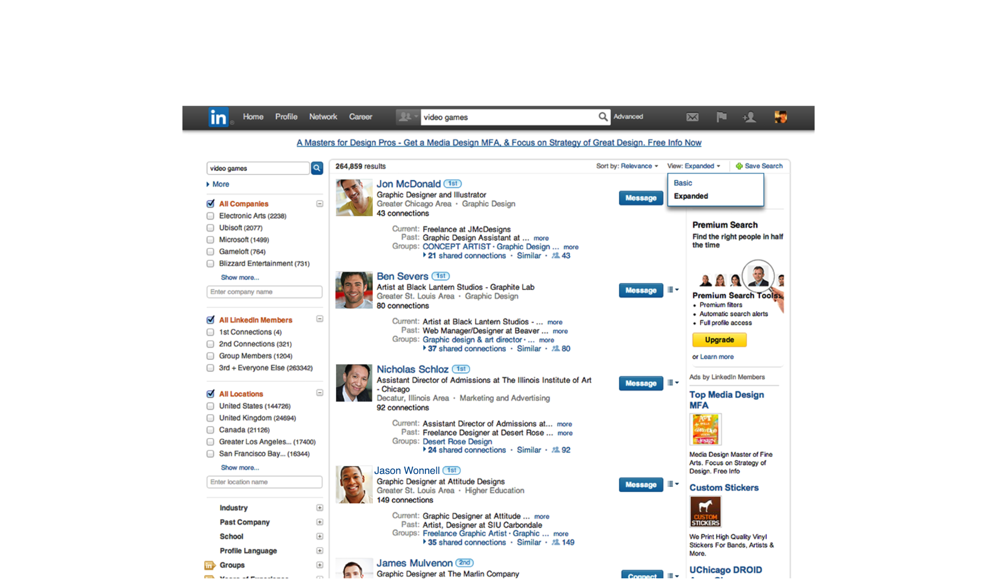 in ®
Home Profile Network Career
video games
Advanced
A Masters for Design Pros - Get a Media Design MFA, & Focus on Strategy of Great Design. Free Info Now
video games
More
All Companies
Electronic Arts (2238)
Ubisoft (2077)
Microsoft (1499)
Gameloft (764)
Blizzard Entertainment (731)
Show more...
Enter company name
All LinkedIn Members
1st Connections (4)
2nd Connections (321)
Group Members (1204)
3rd + Everyone Else (263342)
All Locations
United States (144726)
United Kingdom (24694)
Canada (21126)
Greater Los Angeles... (17400)
San Francisco Bay... (16344)
Show more...
Enter location name
Industry
Past Company
School
Profile Language
in Groups
Years of Experience
264,859 results
Sort by: Relevance
View: Expanded
Save Search
Basic
Expanded
Jon McDonald 1st
Graphic Designer and Illustrator
Greater Chicago Area · Graphic Design
43 connections
Message
Current: Freelance at JMcDesigns
Past: Graphic Design Assistant at ... more
Groups: CONCEPT ARTIST · Graphic Design ... more
21 shared connections · Similar · 43
Ben Severs 1st
Artist at Black Lantern Studios - Graphite Lab
Greater St. Louis Area · Graphic Design
80 connections
Message
Current: Artist at Black Lantern Studios - ... more
Past: Web Manager/Designer at Beaver ... more
Groups: Graphic design & art director · ... more
37 shared connections · Similar · 80
Nicholas Schloz 1st
Assistant Director of Admissions at The Illinois Institute of Art
- Chicago
Decatur, Illinois Area · Marketing and Advertising
92 connections
Message
Current: Assistant Director of Admissions at... more
Past: Freelance Designer at Desert Rose ... more
Groups: Desert Rose Design
24 shared connections · Similar · 92
Jason Wonnell 1st
Graphic Designer at Attitude Designs
Greater St. Louis Area · Higher Education
149 connections
Message
Current: Graphic Designer at Attitude ... more
Past: Artist, Designer at SIU Carbondale
Groups: Freelance Graphic Artist · Graphic ... more
35 shared connections · Similar · 149
James Mulvenon 2nd
Graphic Designer at The Marlin Company
Connect
Premium Search
Find the right people in half
the time
Premium Search Tools
• Premium filters
• Automatic search alerts
• Full profile access
Upgrade
or Learn more
Ads by LinkedIn Members
Top Media Design
MFA
Media Design Master of Fine
Arts. Focus on Strategy of
Design. Free Info
Custom Stickers
CUSTOM
STICKERS
We Print High Quality Vinyl
Stickers For Bands, Artists &
More.
UChicago DROID